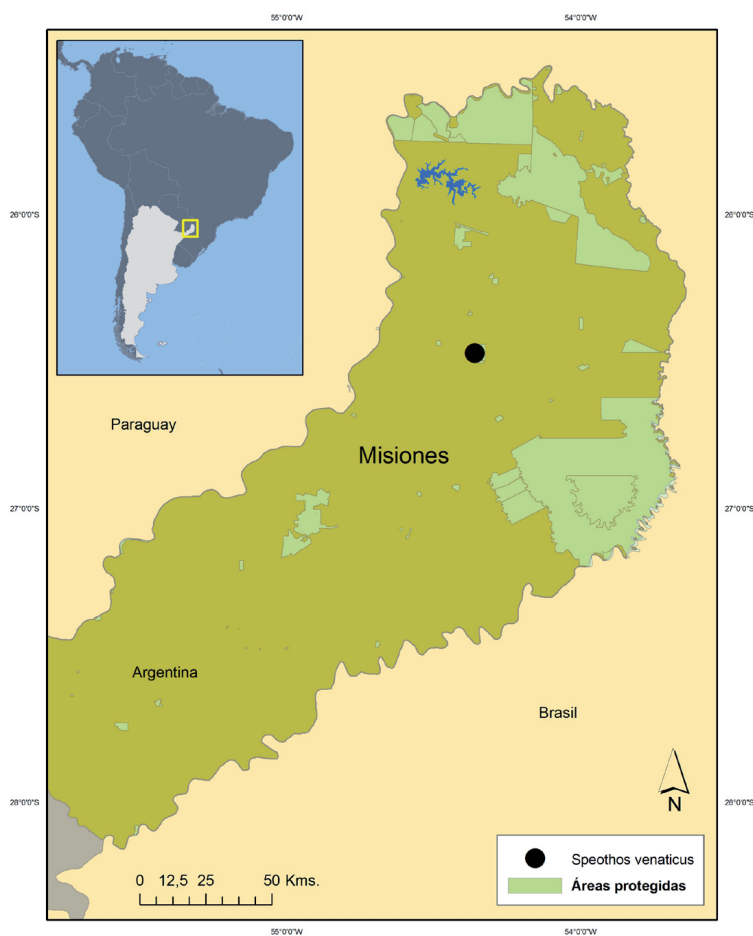 55°0'0"W 54°0'0"W
26°0'0"S 26°0'0"S
Paraguay
Misiones
27°0'0"S 27°0'0"S
Argentina
Brasil
N
28°0'0"S 28°0'0"S
Speothos venaticus
0 12,5 25 50 Kms.
Áreas protegidas
55°0'0"W 54°0'0"W